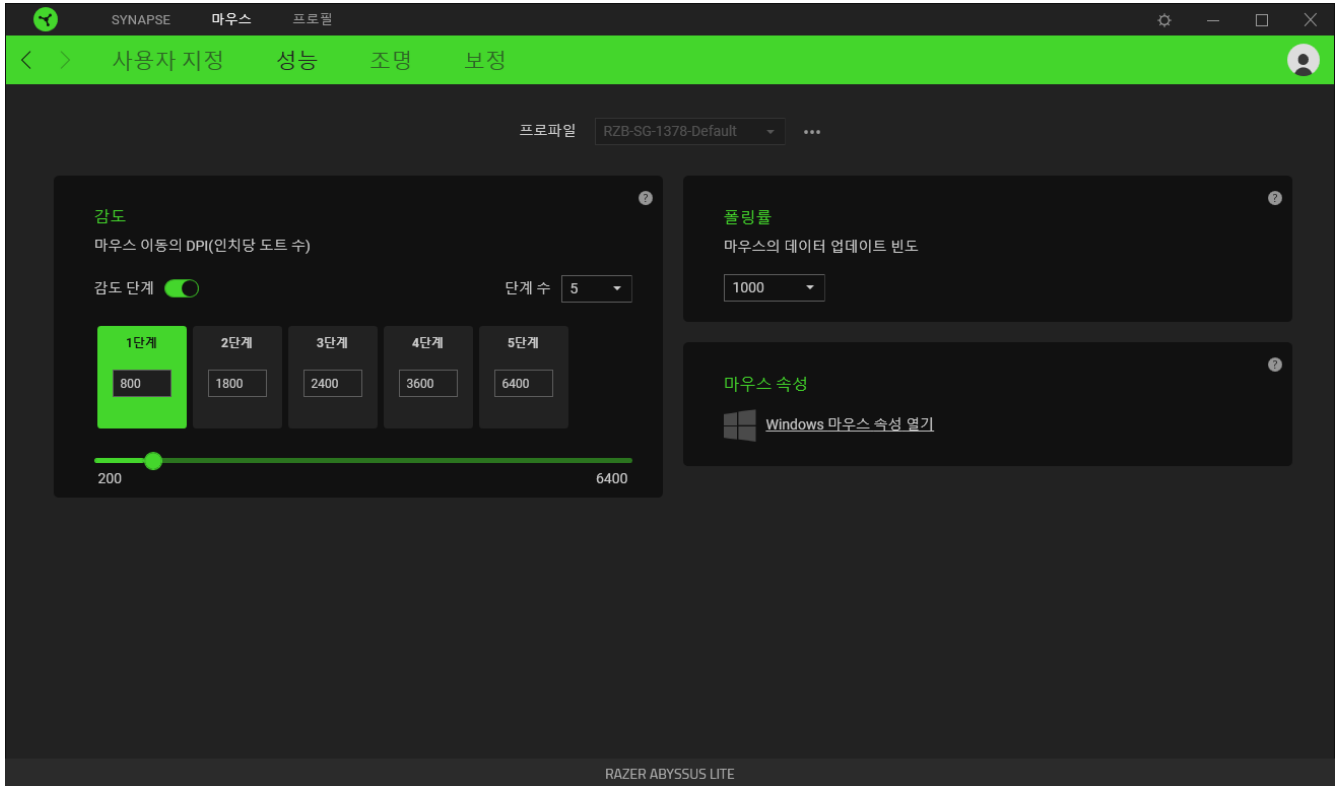 SYNAPSE 마우스 프로필
사용자 지정 성능 조명 보정
프로파일 RZB-SG-1378-Default
감도
마우스 이동의 DPI(인치당 도트 수)
감도 단계 단계 수 5
1단계 2단계 3단계 4단계 5단계
800 1800 2400 3600 6400
200 6400
폴링률
마우스의 데이터 업데이트 빈도
1000
마우스 속성
Windows 마우스 속성 열기
RAZER ABYSSUS LITE